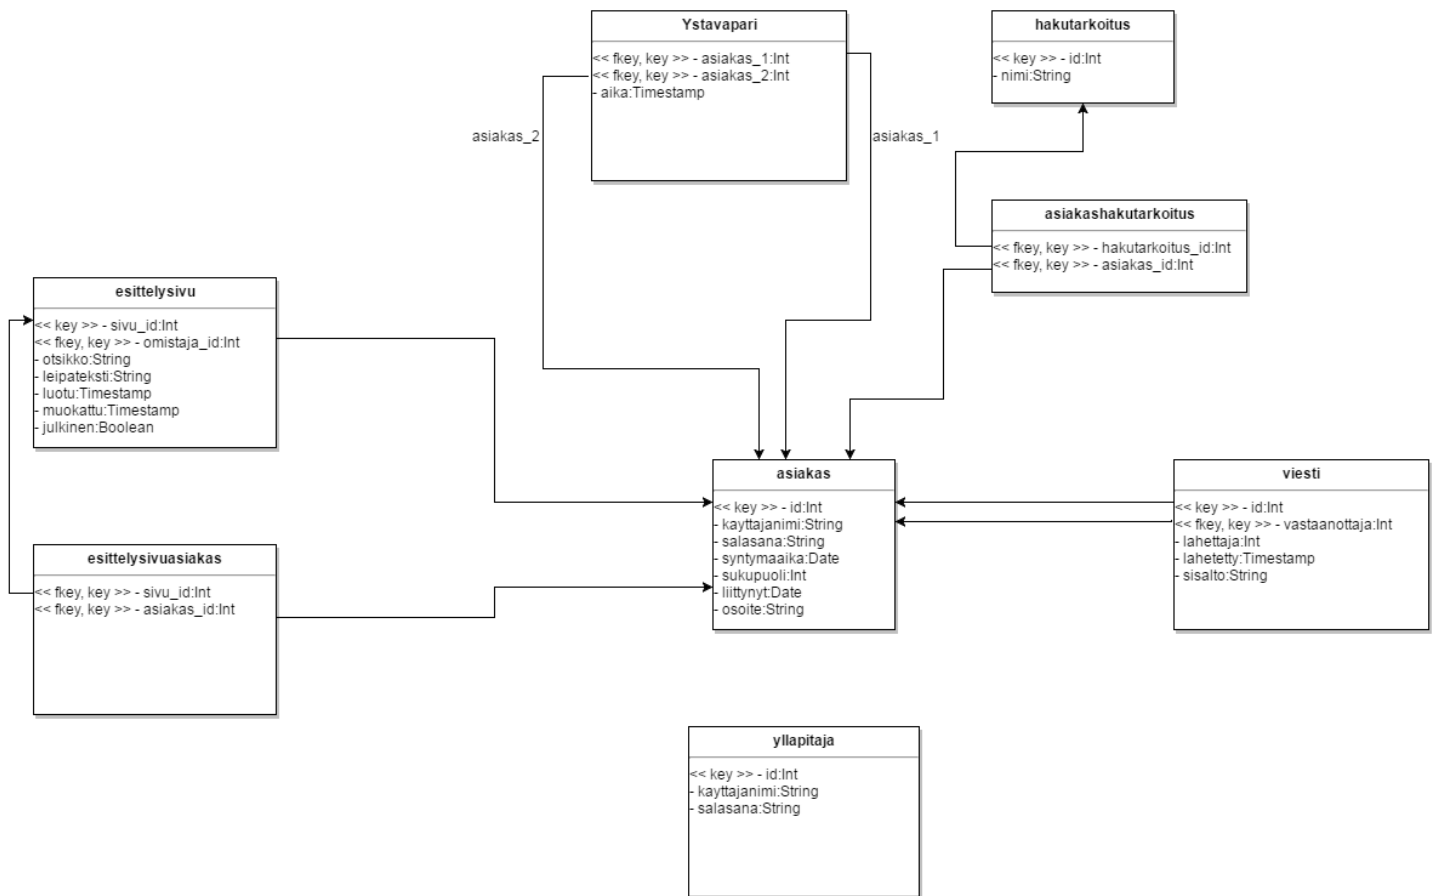 Ystavapari
<< fkey, key >> - asiakas_1:Int
<< fkey, key >> - asiakas_2:Int
- aika:Timestamp
hakutarkoitus
<< key >> - id:Int
- nimi:String
asiakas_2
asiakas_1
asiakashakutarkoitus
<< fkey, key >> - hakutarkoitus_id:Int
<< fkey, key >> - asiakas_id:Int
esittelysivu
<< key >> - sivu_id:Int
<< fkey, key >> - omistaja_id:Int
- otsikko:String
- leipateksti:String
- luotu:Timestamp
- muokattu:Timestamp
- julkinen:Boolean
asiakas
<< key >> - id:Int
- kayttajanimi:String
- salasana:String
- syntymaaika:Date
- sukupuoli:Int
- liittynyt:Date
- osoite:String
viesti
<< key >> - id:Int
<< fkey, key >> - vastaanottaja:Int
- lahettaja:Int
- lahetetty:Timestamp
- sisalto:String
esittelysivuasiakas
<< fkey, key >> - sivu_id:Int
<< fkey, key >> - asiakas_id:Int
yllapitaja
<< key >> - id:Int
- kayttajanimi:String
- salasana:String